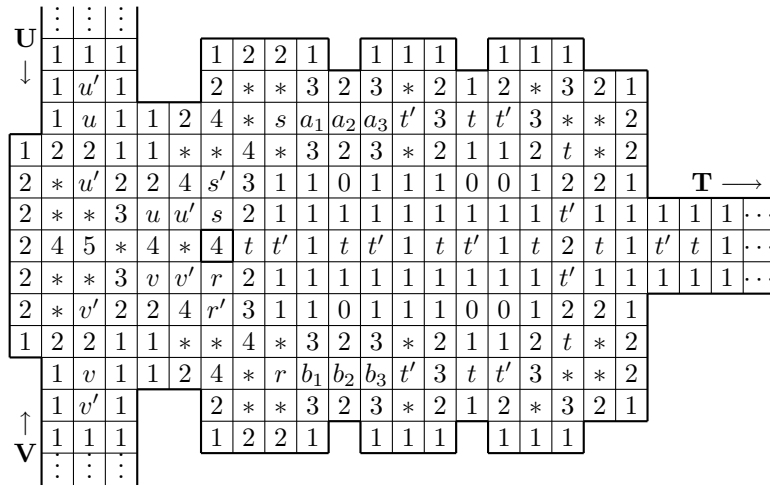 ⋮ ⋮ ⋮
U 1 1 1 1 2 2 1 1 1 1 1 1 1
↓ 1 u′ 1 2 * * 3 2 3 * 2 1 2 * 3 2 1
1 u 1 1 2 4 * s a₁ a₂ a₃ t′ 3 t t′ 3 * * 2
1 2 2 1 1 * * 4 * 3 2 3 * 2 1 1 2 t * 2
2 * u′ 2 2 4 s′ 3 1 1 0 1 1 1 0 0 1 2 2 1 T ⟶
2 * * 3 u u′ s 2 1 1 1 1 1 1 1 1 1 t′ 1 1 1 1 1 ⋯
2 4 5 * 4 * 4 t t′ 1 t t′ 1 t t′ 1 t 2 t 1 t′ t 1 ⋯
2 * * 3 v v′ r 2 1 1 1 1 1 1 1 1 1 t′ 1 1 1 1 1 ⋯
2 * v′ 2 2 4 r′ 3 1 1 0 1 1 1 0 0 1 2 2 1
1 2 2 1 1 * * 4 * 3 2 3 * 2 1 1 2 t * 2
1 v 1 1 2 4 * r b₁ b₂ b₃ t′ 3 t t′ 3 * * 2
↑ 1 v′ 1 2 * * 3 2 3 * 2 1 2 * 3 2 1
V 1 1 1 1 2 2 1 1 1 1 1 1 1
⋮ ⋮ ⋮